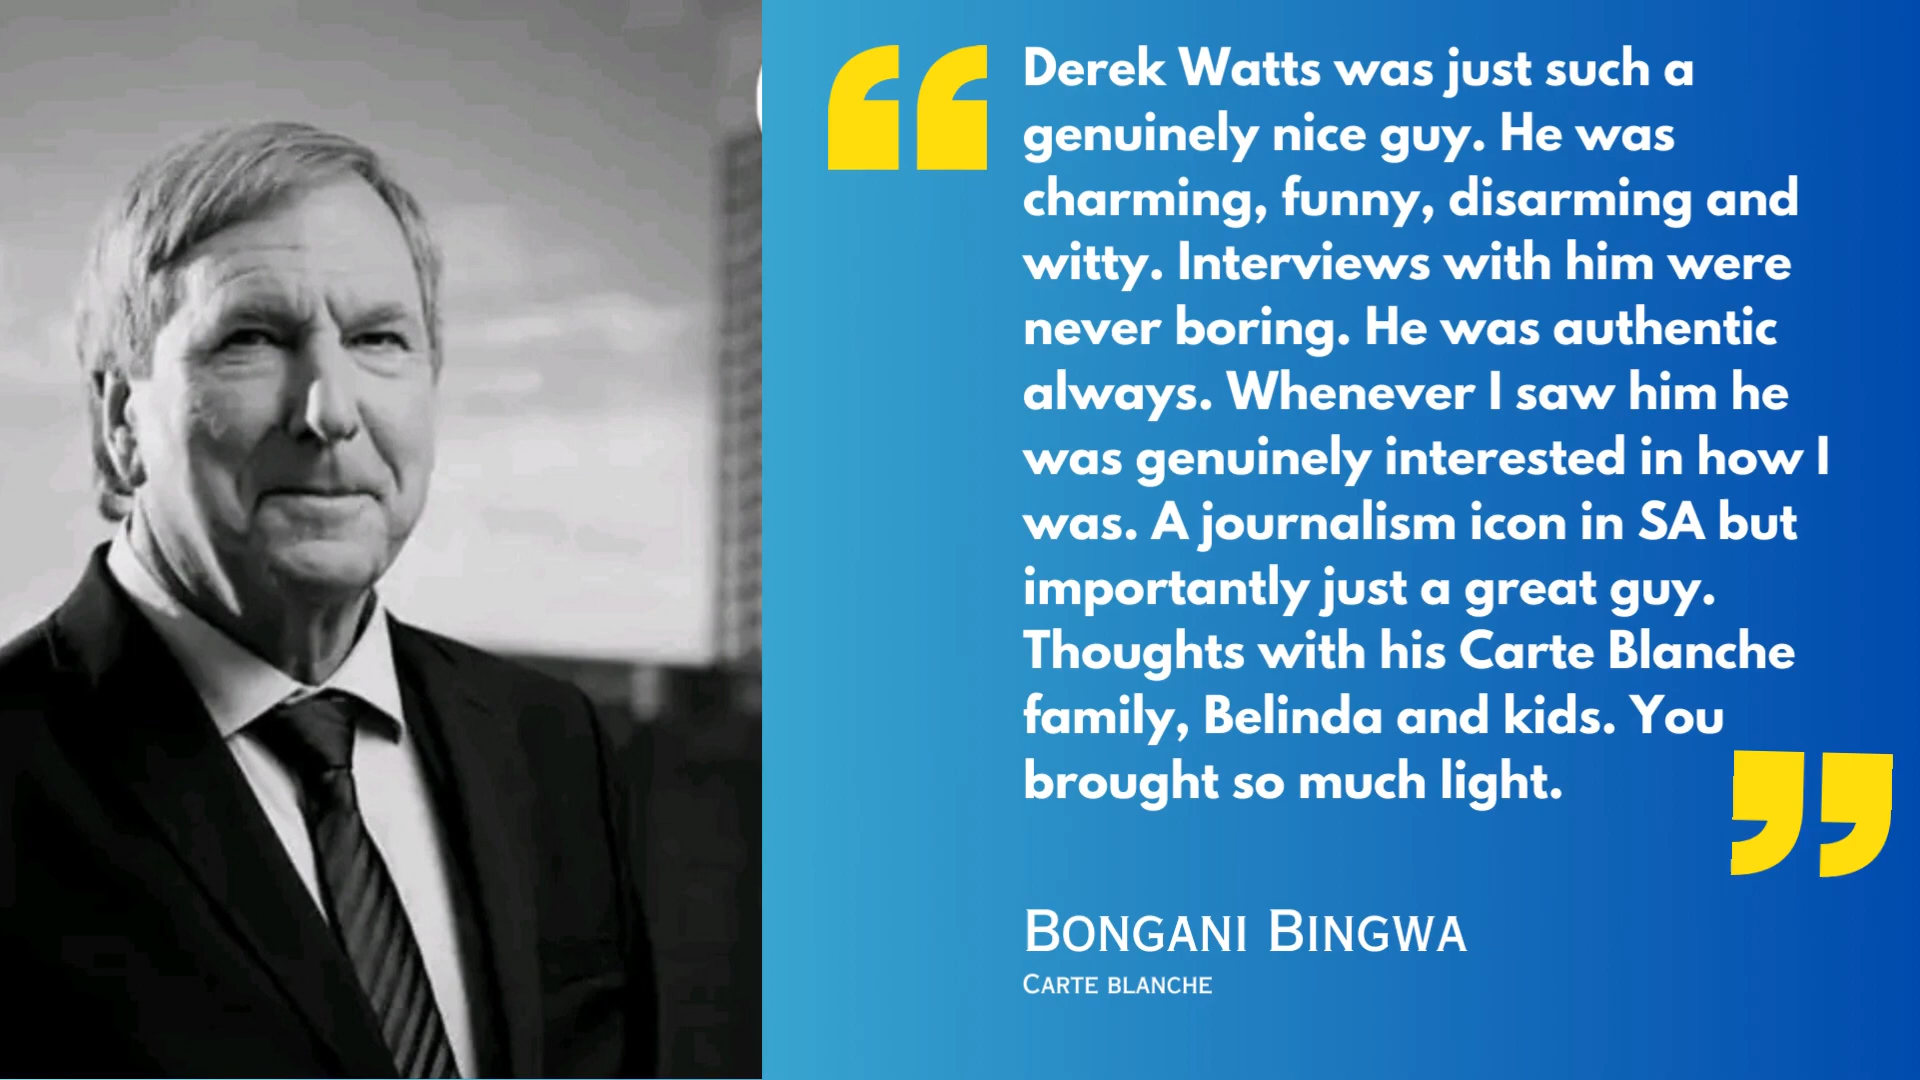 Derek Watts was just such a
genuinely nice guy. He was
charming, funny, disarming and
witty. Interviews with him were
never boring. He was authentic
always. Whenever I saw him he
was genuinely interested in how I
was. A journalism icon in SA but
importantly just a great guy.
Thoughts with his Carte Blanche
family, Belinda and kids. You
brought so much light.
Bongani Bingwa
Carte blanche